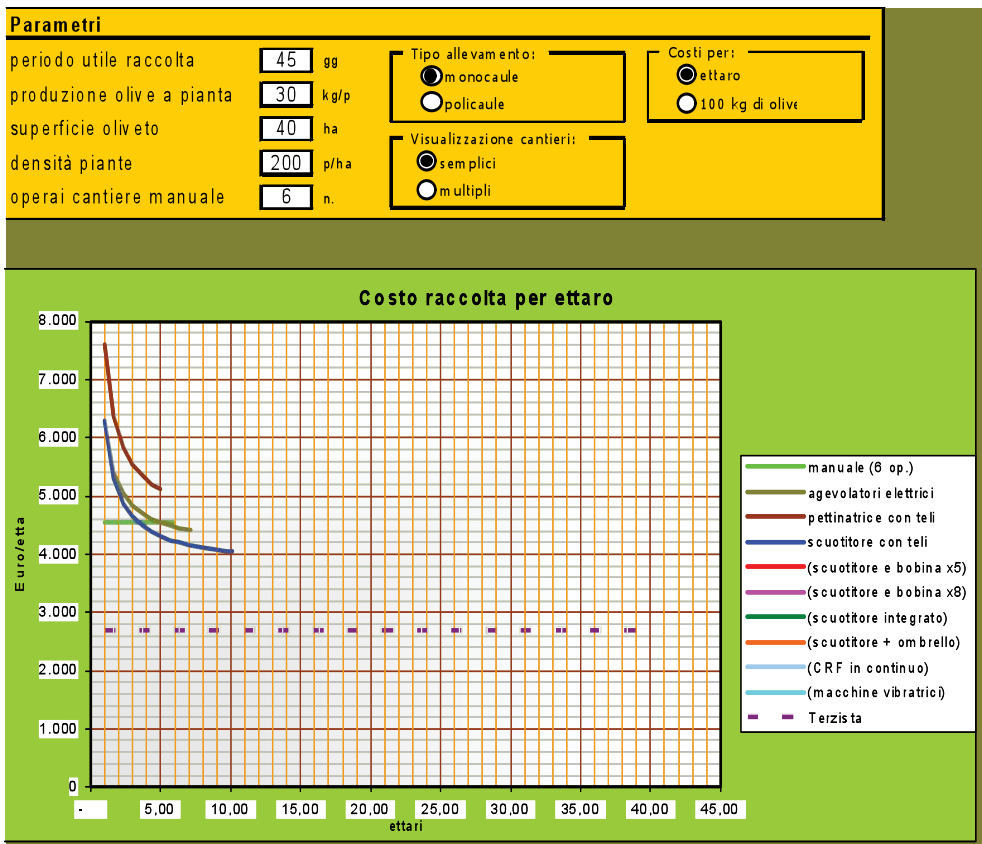 Parametri
periodo utile raccolta 45 gg
produzione olive a pianta 30 kg/p
superficie oliveto 40 ha
densità piante 200 p/ha
operai cantiere manuale 6 n.
Tipo allevamento:
monocaule
policaule
Visualizzazione cantieri:
semplici
multipli
Costi per:
ettaro
100 kg di olive
Costo raccolta per ettaro
8.000
7.000
6.000
5.000
4.000
3.000
2.000
1.000
0
Euro/etta
- 5,00 10,00 15,00 20,00 25,00 30,00 35,00 40,00 45,00
ettari
manuale (6 op.)
agevolatori elettrici
pettinatrice con teli
scuotitore con teli
(scuotitore e bobina x5)
(scuotitore e bobina x8)
(scuotitore integrato)
(scuotitore + ombrello)
(CRF in continuo)
(macchine vibratrici)
Terzista